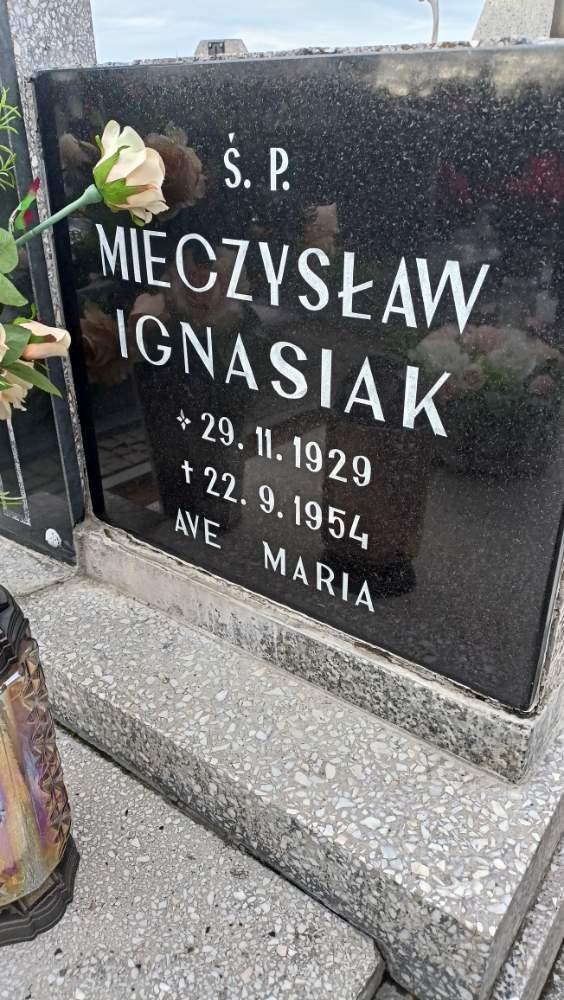 Ś. P.
MIECZYSŁAW
IGNASIAK
✧ 29. 11. 1929
† 22. 9. 1954
AVE MARIA